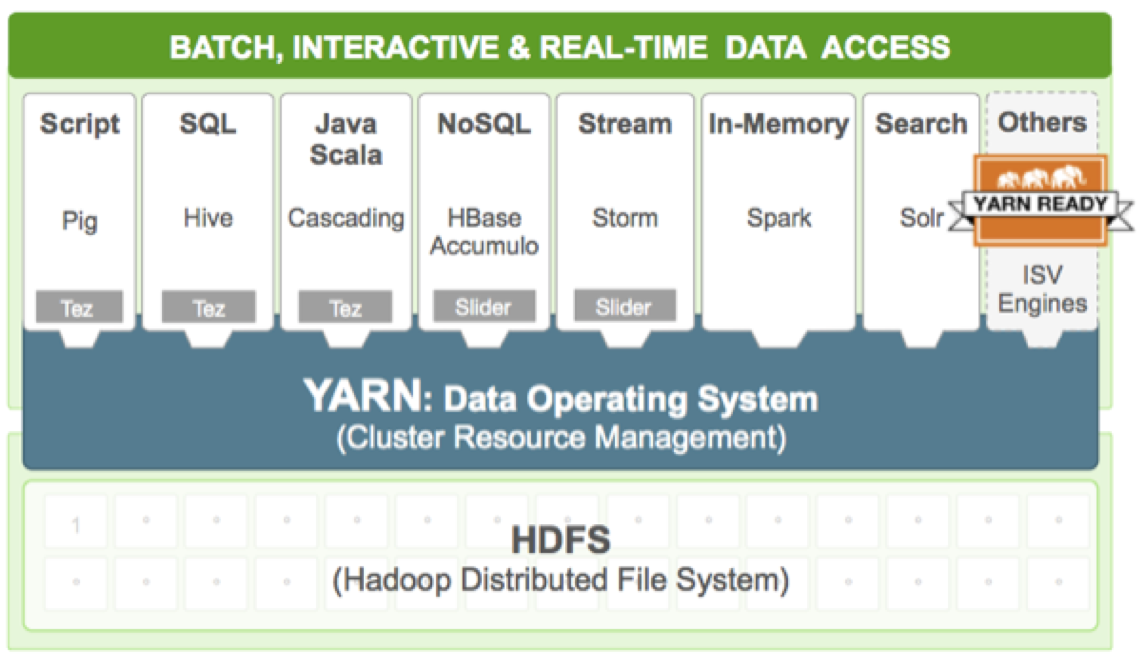 BATCH, INTERACTIVE & REAL-TIME DATA ACCESS
Script
Pig
Tez
SQL
Hive
Tez
Java
Scala
Cascading
Tez
NoSQL
HBase
Accumulo
Slider
Stream
Storm
Slider
In-Memory
Spark
Search
Solr
Others
YARN READY
ISV
Engines
YARN: Data Operating System
(Cluster Resource Management)
1
HDFS
(Hadoop Distributed File System)